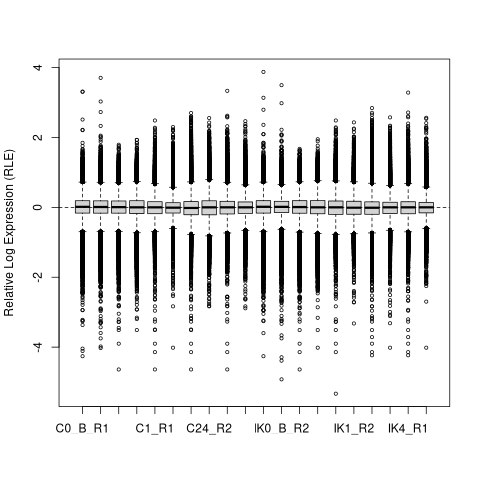 Relative Log Expression (RLE)
4
2
0
-2
-4
C0_B_R1 C1_R1 C24_R2 IK0_B_R2 IK1_R2 IK4_R1